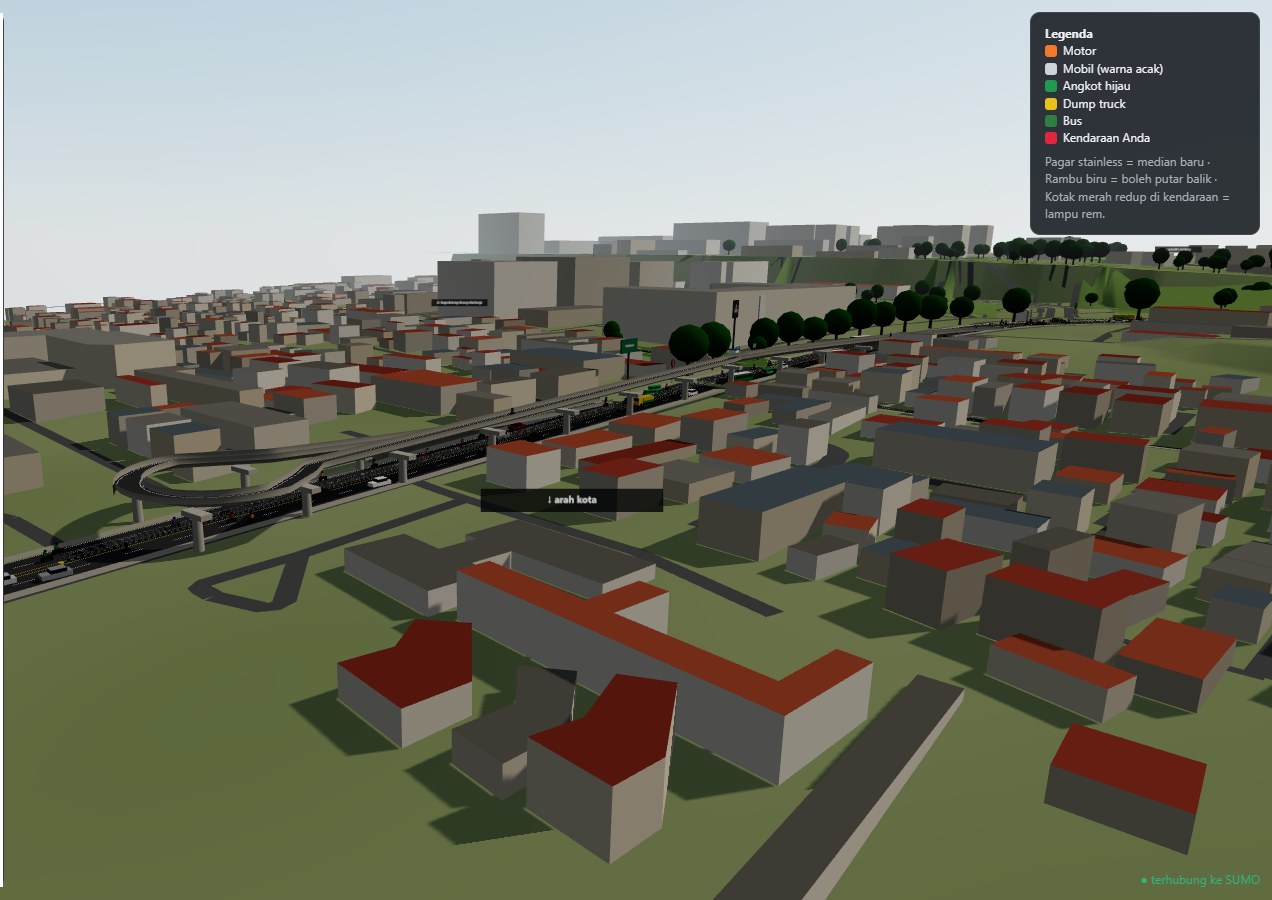 Legenda
Motor
Mobil (warna acak)
Angkot hijau
Dump truck
Bus
Kendaraan Anda
Pagar stainless = median baru ·
Rambu biru = boleh putar balik ·
Kotak merah redup di kendaraan =
lampu rem.
↓ arah kota
● terhubung ke SUMO